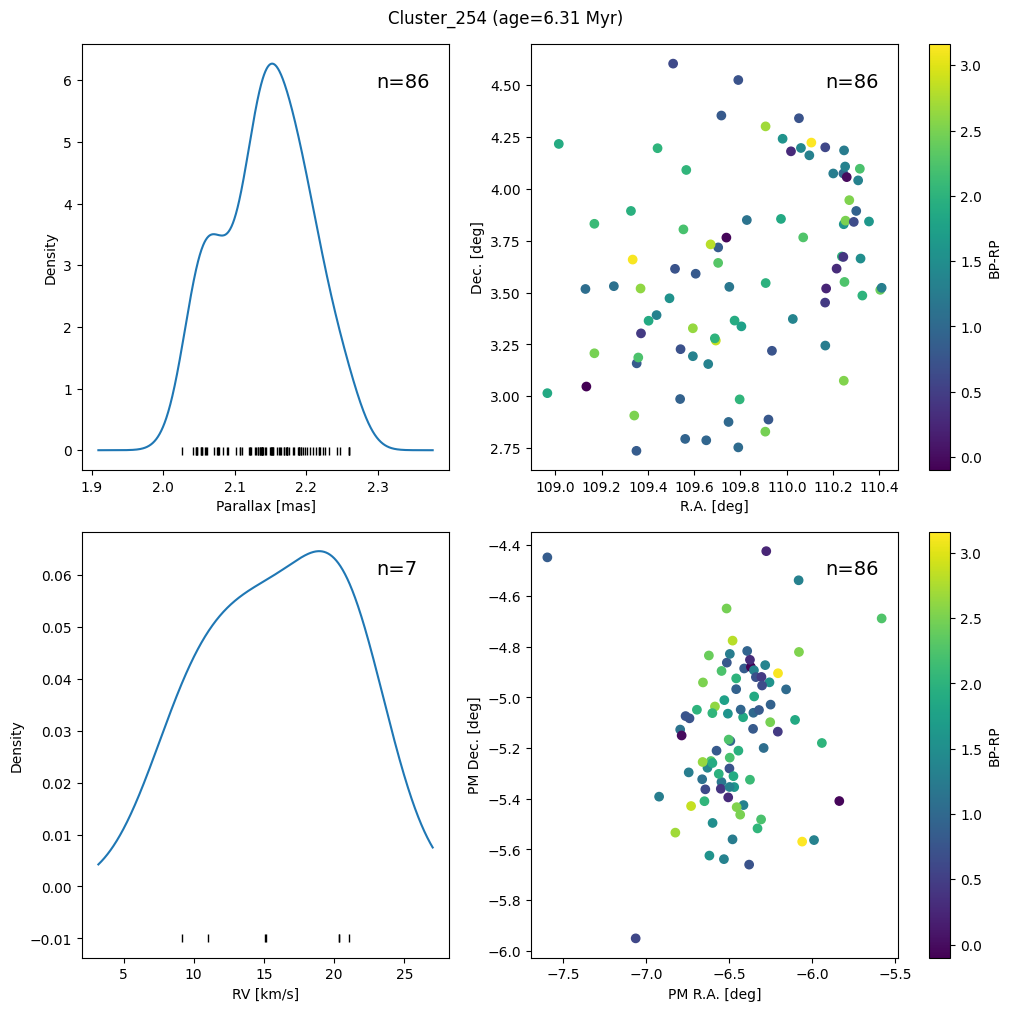 Cluster_254 (age=6.31 Myr)
n=86
Density
6
5
4
3
2
1
0
1.9 2.0 2.1 2.2 2.3
Parallax [mas]
n=86
Dec. [deg]
4.50
4.25
4.00
3.75
3.50
3.25
3.00
2.75
109.0 109.2 109.4 109.6 109.8 110.0 110.2 110.4
R.A. [deg]
3.0
2.5
2.0
1.5
1.0
0.5
0.0
BP-RP
n=7
Density
0.06
0.05
0.04
0.03
0.02
0.01
0.00
−0.01
5 10 15 20 25
RV [km/s]
n=86
PM Dec. [deg]
−4.4
−4.6
−4.8
−5.0
−5.2
−5.4
−5.6
−5.8
−6.0
−7.5 −7.0 −6.5 −6.0 −5.5
PM R.A. [deg]
3.0
2.5
2.0
1.5
1.0
0.5
0.0
BP-RP